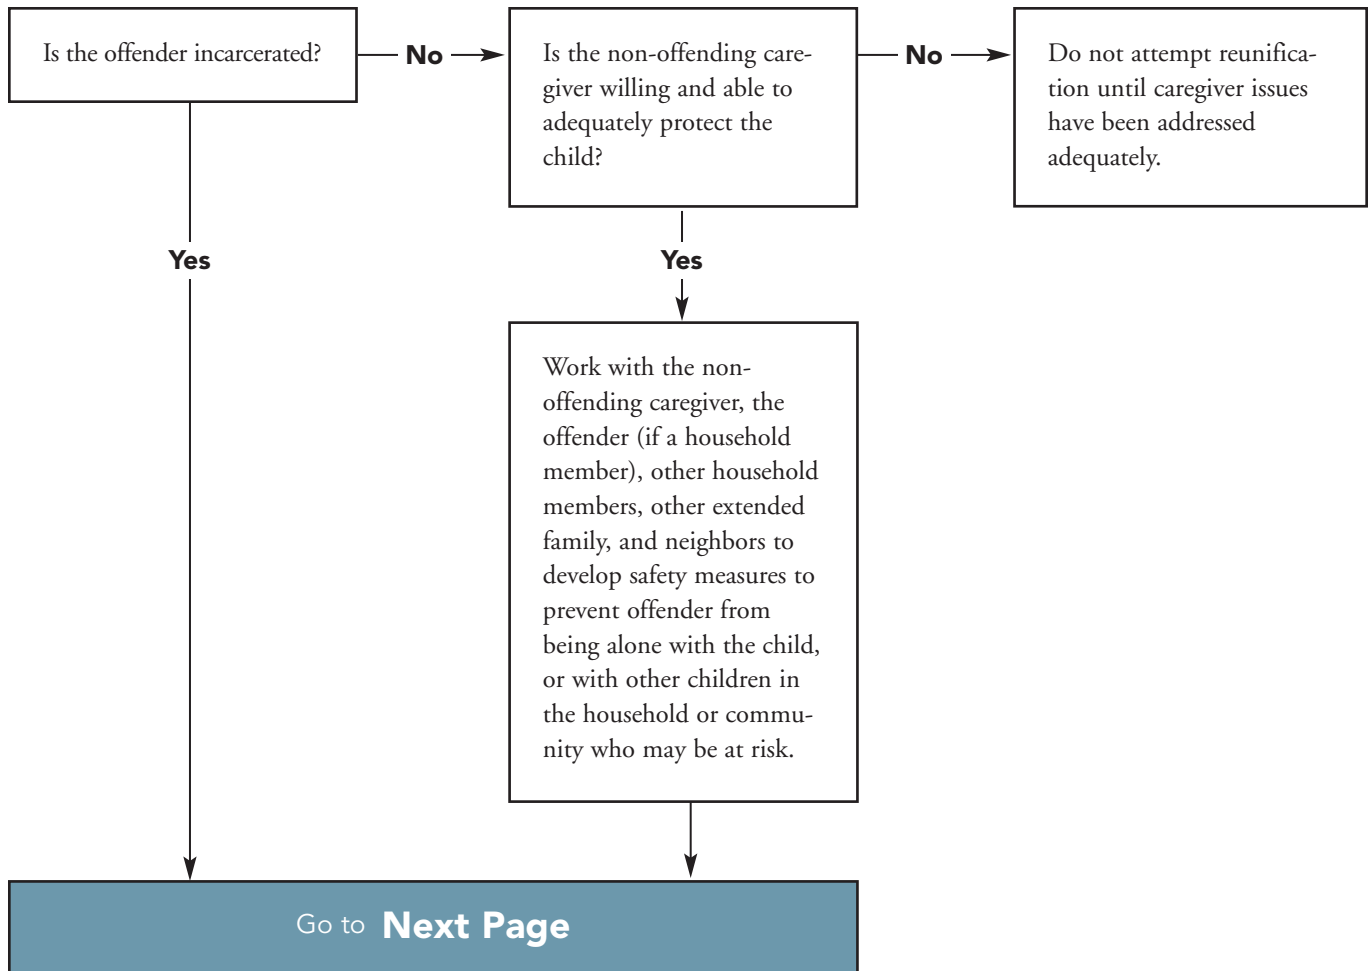 Is the offender incarcerated?
No
Is the non-offending care-
giver willing and able to
adequately protect the
child?
No
Do not attempt reunifica-
tion until caregiver issues
have been addressed
adequately.
Yes
Yes
Work with the non-
offending caregiver, the
offender (if a household
member), other household
members, other extended
family, and neighbors to
develop safety measures to
prevent offender from
being alone with the child,
or with other children in
the household or commu-
nity who may be at risk.
Go to Next Page